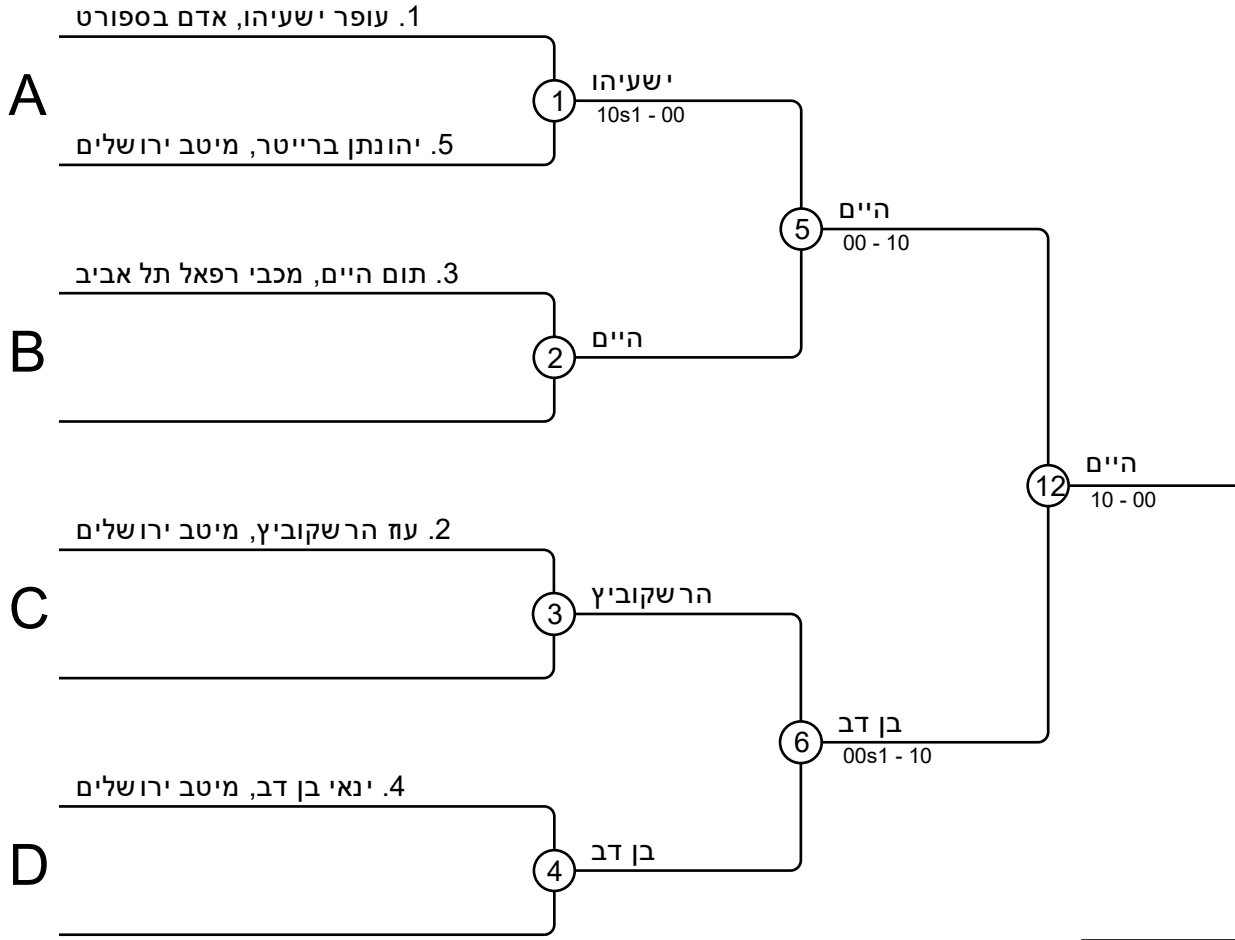 1. עופר ישעיהו, אדם בספורט
A
1
ישעיהו
10s1 - 00
5. יהונתן ברייטר, מיטב ירושלים
5
היים
00 - 10
3. תום היים, מכבי רפאל תל אביב
B
2
היים
12
היים
10 - 00
2. עוז הרשקוביץ, מיטב ירושלים
C
3
הרשקוביץ
6
בן דב
00s1 - 10
4. ינאי בן דב, מיטב ירושלים
D
4
בן דב